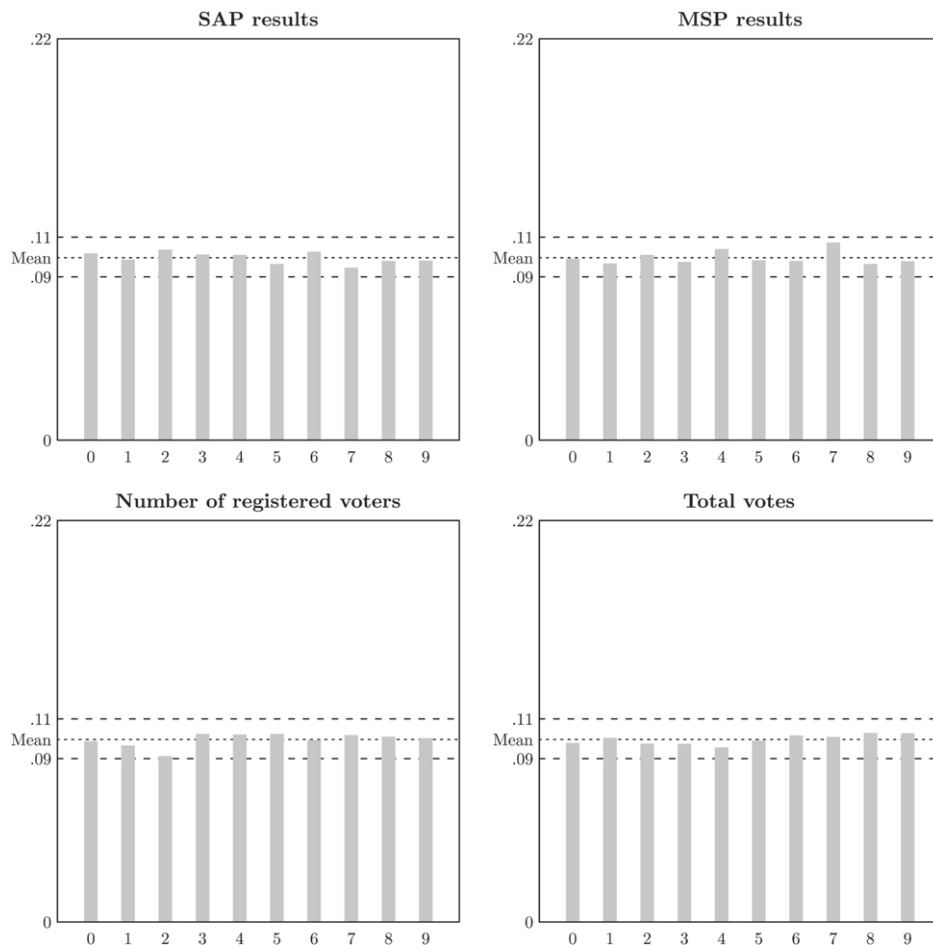 SAP results
.22
.11
Mean
.09
0
0 1 2 3 4 5 6 7 8 9
MSP results
.22
.11
Mean
.09
0
0 1 2 3 4 5 6 7 8 9
Number of registered voters
.22
.11
Mean
.09
0
0 1 2 3 4 5 6 7 8 9
Total votes
.22
.11
Mean
.09
0
0 1 2 3 4 5 6 7 8 9